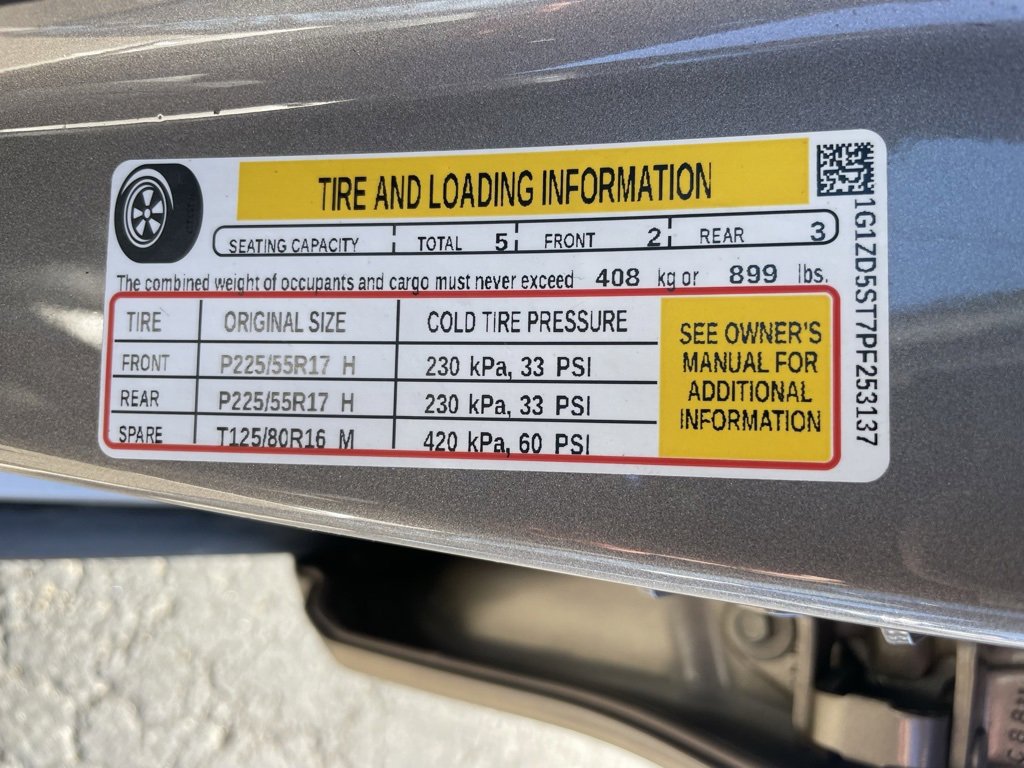 TIRE AND LOADING INFORMATION
SEATING CAPACITY TOTAL 5 FRONT 2 REAR 3
The combined weight of occupants and cargo must never exceed 408 kg or 899 lbs.
TIRE ORIGINAL SIZE COLD TIRE PRESSURE
FRONT P225/55R17 H 230 kPa, 33 PSI
REAR P225/55R17 H 230 kPa, 33 PSI
SPARE T125/80R16 M 420 kPa, 60 PSI
SEE OWNER'S
MANUAL FOR
ADDITIONAL
INFORMATION
1G1ZD5ST7PF253137